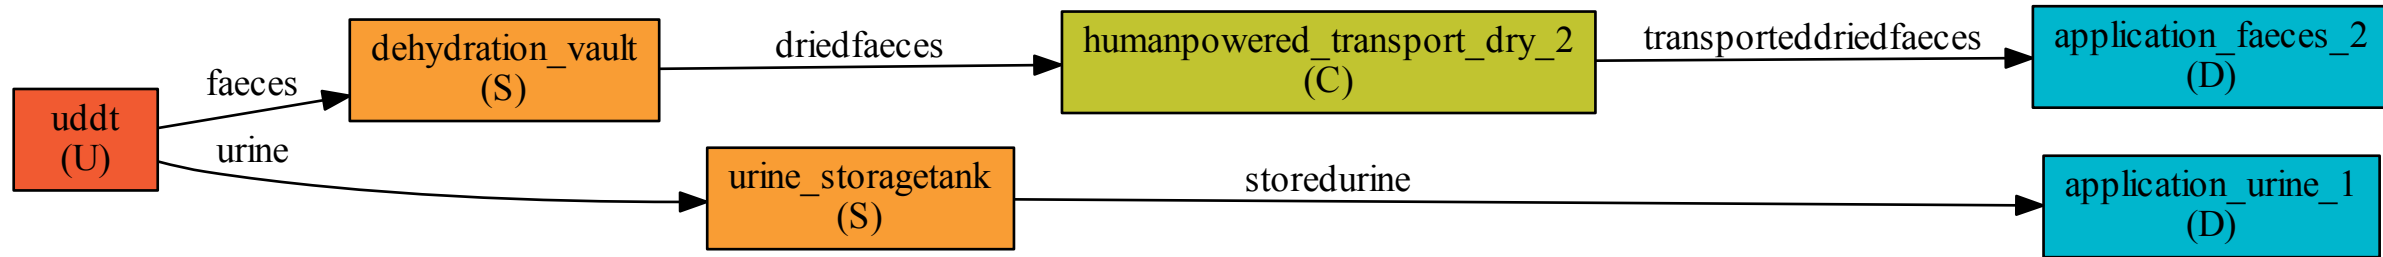 uddt
(U)
faeces
urine
dehydration_vault
(S)
driedfaeces
humanpowered_transport_dry_2
(C)
transporteddriedfaeces
application_faeces_2
(D)
urine_storagetank
(S)
storedurine
application_urine_1
(D)